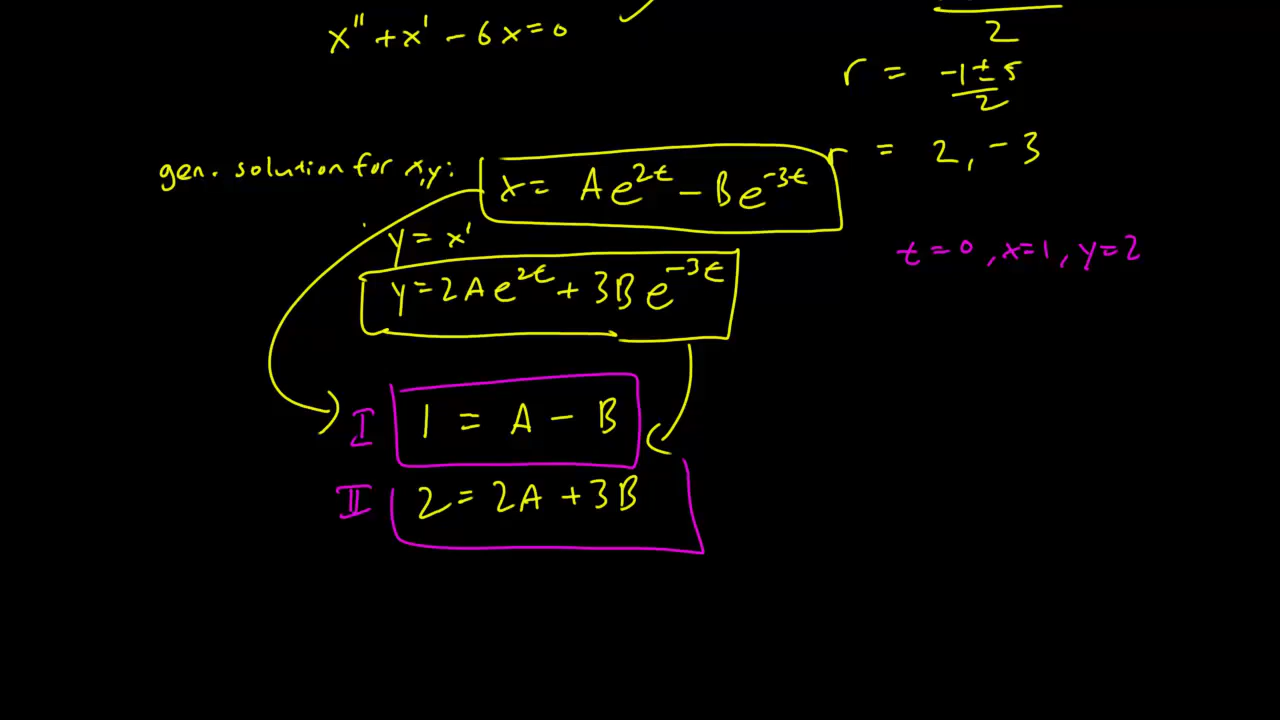 x'' + x' - 6x = 0
2
r = -1 ± 5
2
r = 2, -3
gen. solution for x,y: x = Ae^{2t} - Be^{-3t}
y = x'
y = 2Ae^{2t} + 3Be^{-3t}
t = 0, x = 1, y = 2
I 1 = A - B
II 2 = 2A + 3B